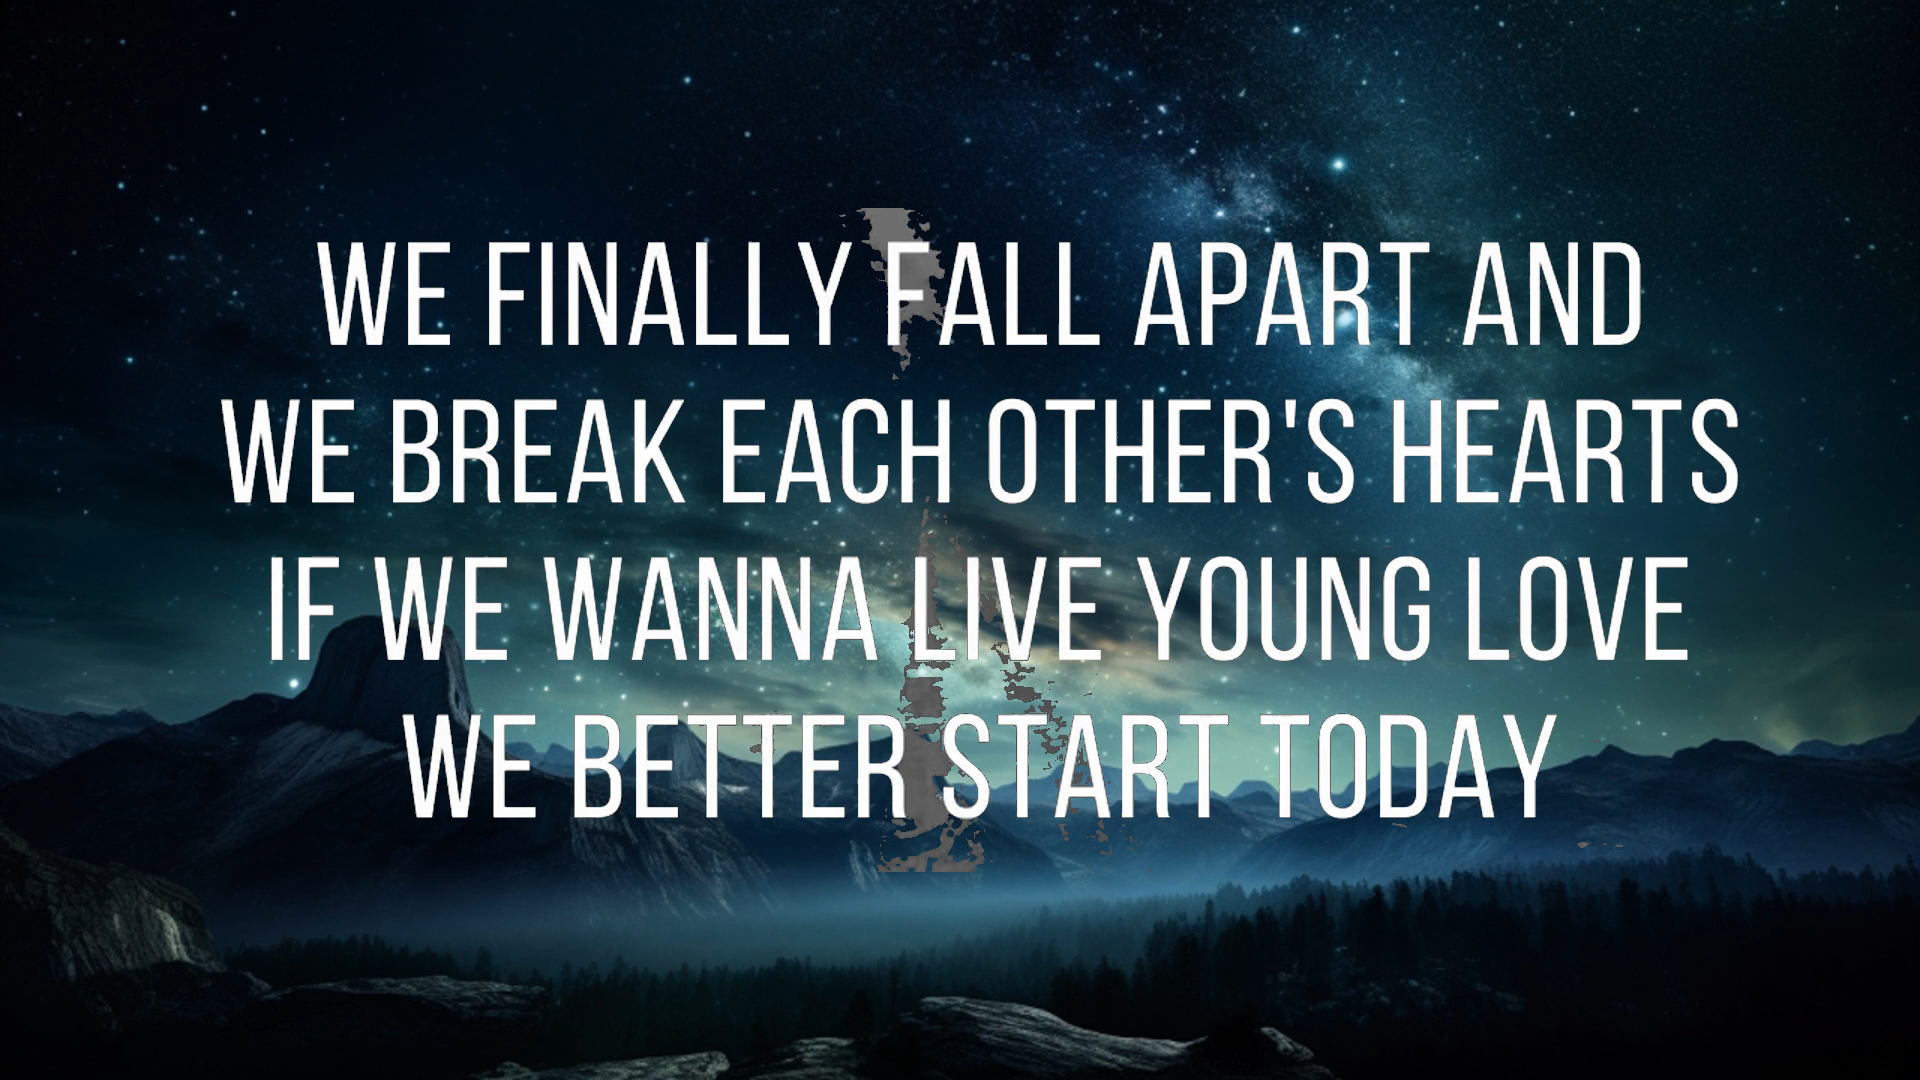 WE FINALLY FALL APART AND
WE BREAK EACH OTHER'S HEARTS
IF WE WANNA LIVE YOUNG LOVE
WE BETTER START TODAY